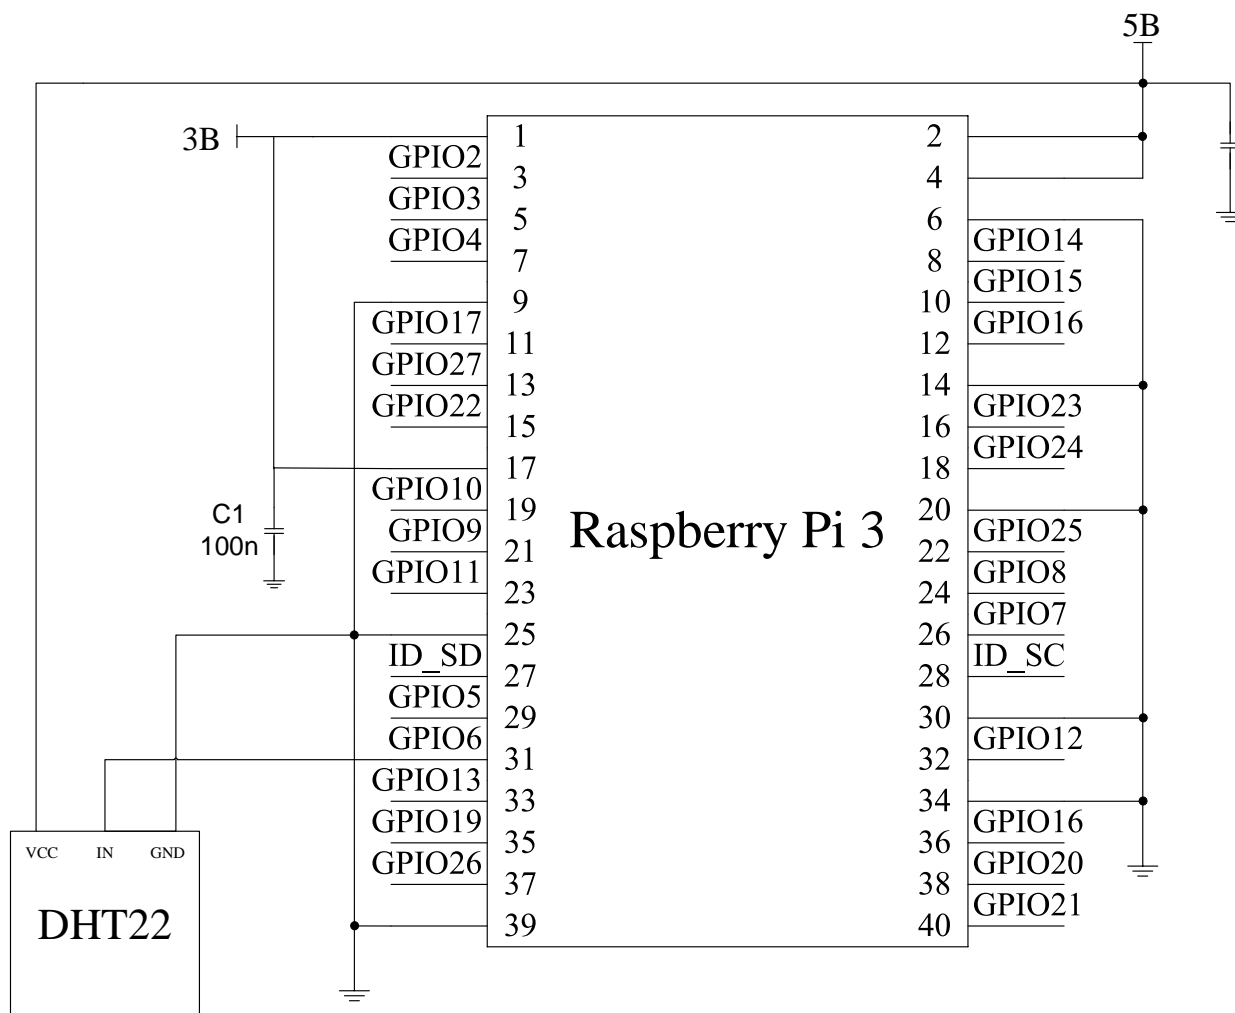 5B
3B
1
2
GPIO2
3
4
GPIO3
5
6
GPIO4
GPIO14
7
8
GPIO15
9
10
GPIO17
GPIO16
11
12
GPIO27
13
14
GPIO22
GPIO23
15
16
GPIO24
17
18
GPIO10
C1
19
20
Raspberry Pi 3
GPIO9
GPIO25
100n
21
22
GPIO11
GPIO8
23
24
GPIO7
25
26
ID_SD
ID_SC
27
28
GPIO5
29
30
GPIO6
GPIO12
31
32
GPIO13
33
34
GPIO19
GPIO16
35
36
VCC IN GND
GPIO26
GPIO20
37
38
GPIO21
DHT22
39
40